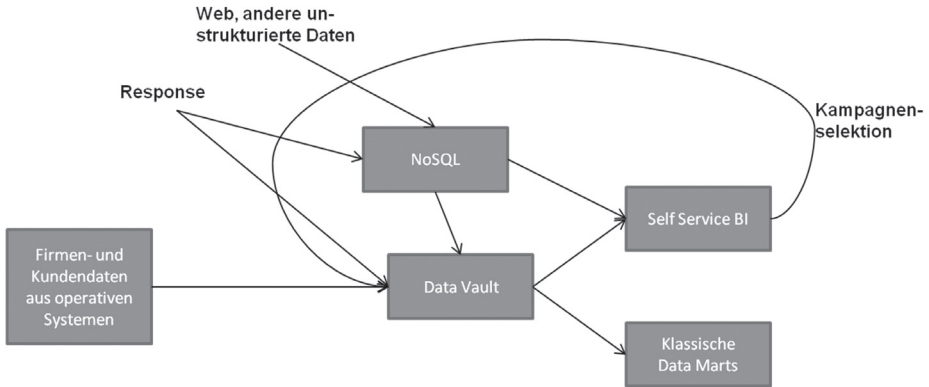 Web, andere un-
strukturierte Daten
Response
Kampagnen-
selektion
NoSQL
Self Service BI
Firmen- und
Kundendaten
aus operativen
Systemen
Data Vault
Klassische
Data Marts